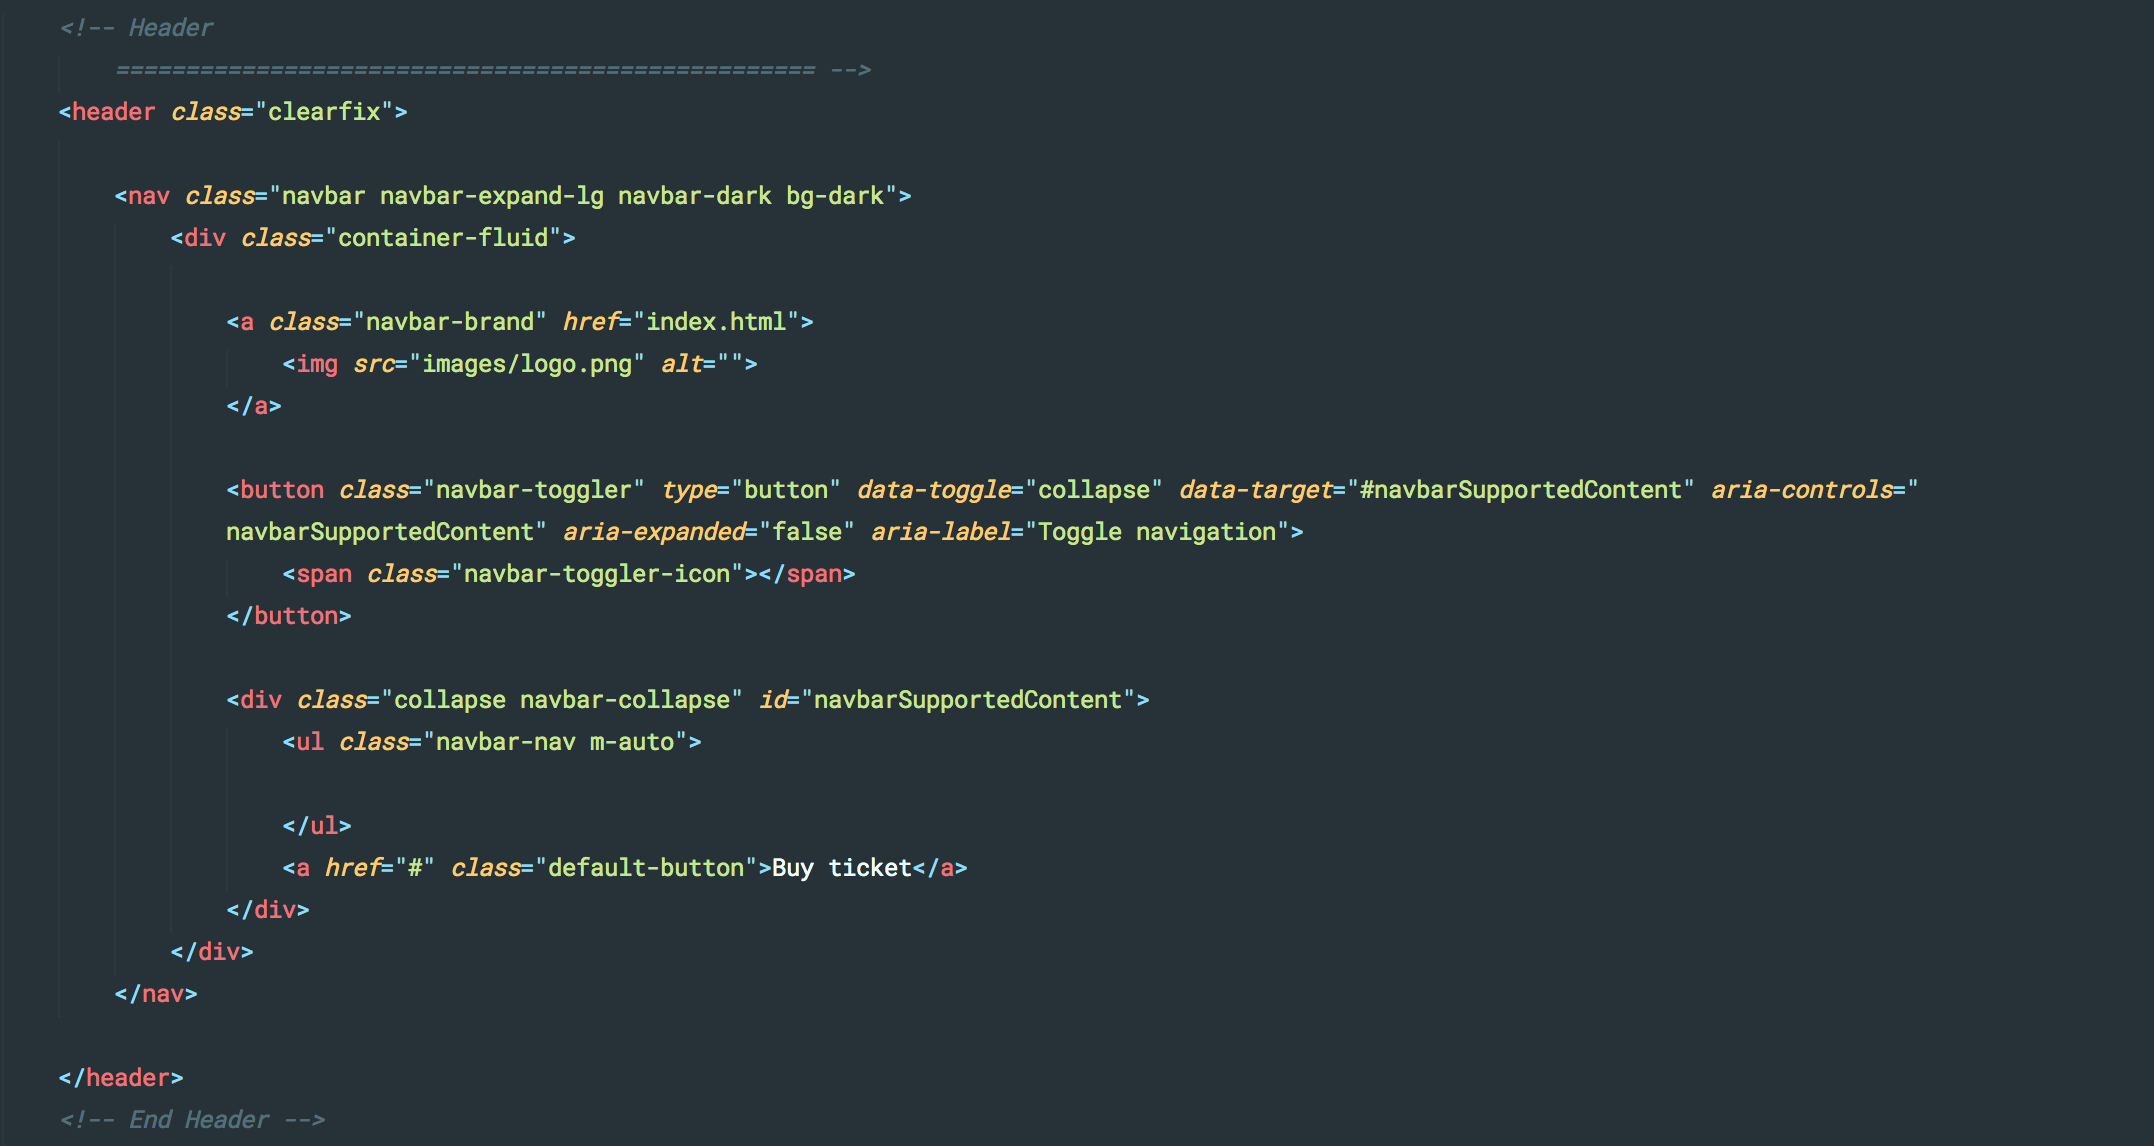 <!-- Header
================================================== -->
<header class="clearfix">
<nav class="navbar navbar-expand-lg navbar-dark bg-dark">
<div class="container-fluid">
<a class="navbar-brand" href="index.html">
<img src="images/logo.png" alt="">
</a>
<button class="navbar-toggler" type="button" data-toggle="collapse" data-target="#navbarSupportedContent" aria-controls="
navbarSupportedContent" aria-expanded="false" aria-label="Toggle navigation">
<span class="navbar-toggler-icon"></span>
</button>
<div class="collapse navbar-collapse" id="navbarSupportedContent">
<ul class="navbar-nav m-auto">
</ul>
<a href="#" class="default-button">Buy ticket</a>
</div>
</div>
</nav>
</header>
<!-- End Header -->